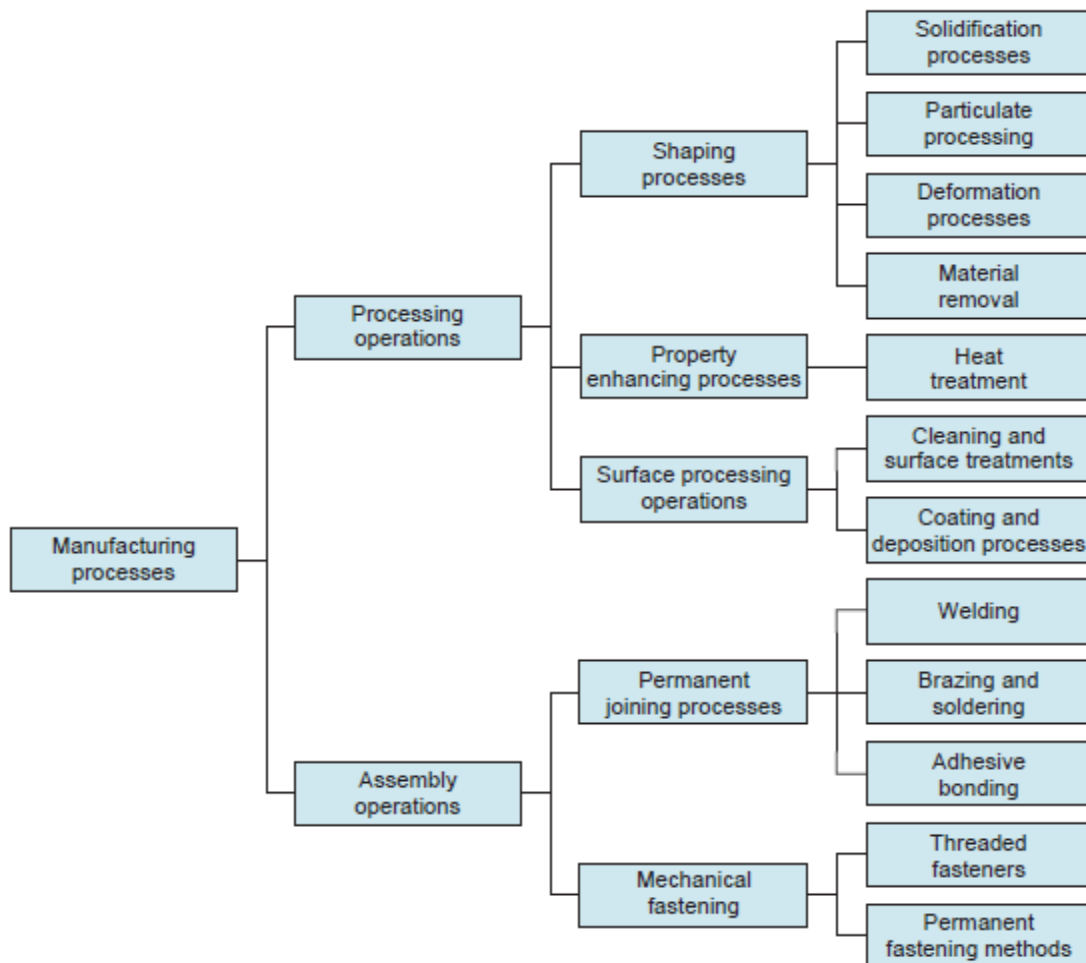 Solidification
processes
Particulate
processing
Shaping
processes
Deformation
processes
Material
removal
Processing
operations
Property
enhancing processes
Heat
treatment
Cleaning and
surface treatments
Surface processing
operations
Coating and
deposition processes
Manufacturing
processes
Welding
Permanent
joining processes
Brazing and
soldering
Adhesive
bonding
Assembly
operations
Threaded
fasteners
Mechanical
fastening
Permanent
fastening methods